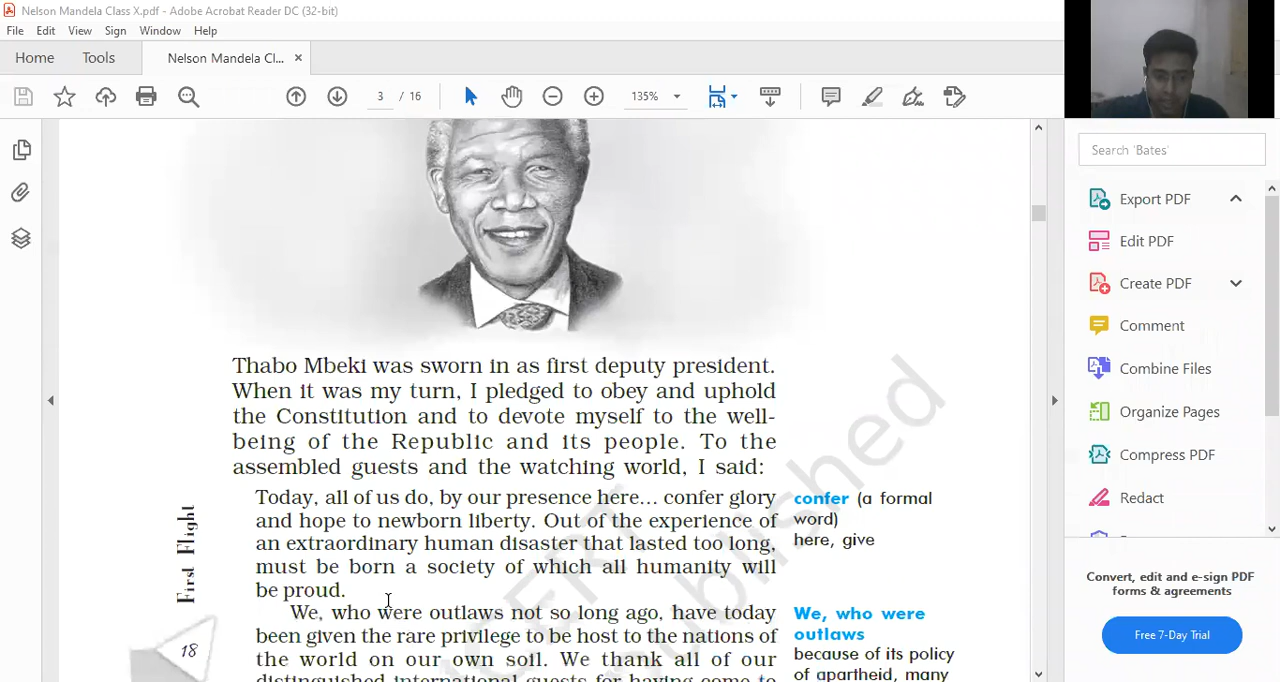 Nelson Mandela Class X.pdf - Adobe Acrobat Reader DC (32-bit)
File Edit View Sign Window Help
Home Tools Nelson Mandela Cl... ×
3 / 16 135%
Search 'Bates'
Export PDF
Edit PDF
Create PDF
Comment
Combine Files
Organize Pages
Compress PDF
Redact
Convert, edit and e-sign PDF
forms & agreements
Free 7-Day Trial
Thabo Mbeki was sworn in as first deputy president.
When it was my turn, I pledged to obey and uphold
the Constitution and to devote myself to the well-
being of the Republic and its people. To the
assembled guests and the watching world, I said:
Today, all of us do, by our presence here... confer glory
and hope to newborn liberty. Out of the experience of
an extraordinary human disaster that lasted too long,
must be born a society of which all humanity will
be proud.
We, who were outlaws not so long ago, have today
been given the rare privilege to be host to the nations of
the world on our own soil. We thank all of our
distinguished international guests for having come to
confer (a formal
word)
here, give
We, who were
outlaws
because of its policy
of apartheid, many
First Flight
18
NCERT
published